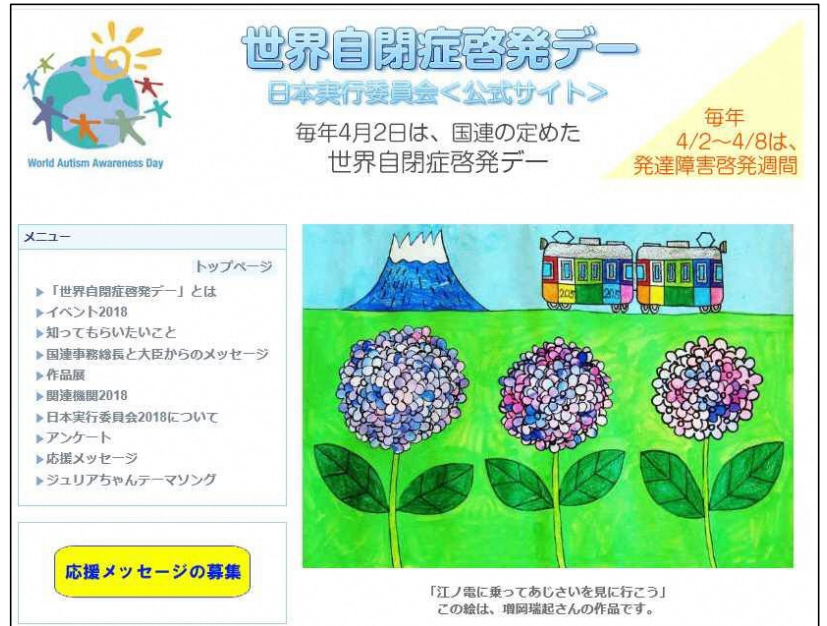 世界自閉症啓発デー
日本実行委員会<公式サイト>
毎年4月2日は、国連の定めた
世界自閉症啓発デー
毎年
4/2～4/8は、
発達障害啓発週間
World Autism Awareness Day
メニュー
トップページ
「世界自閉症啓発デー」とは
イベント2018
知ってもらいたいこと
国連事務総長と大臣からのメッセージ
作品展
関連機関2018
日本実行委員会2018について
アンケート
応援メッセージ
ジュリアちゃんテーマソング
応援メッセージの募集
205
205
「江ノ電に乗ってあじさいを見に行こう」
この絵は、増岡瑞起さんの作品です。